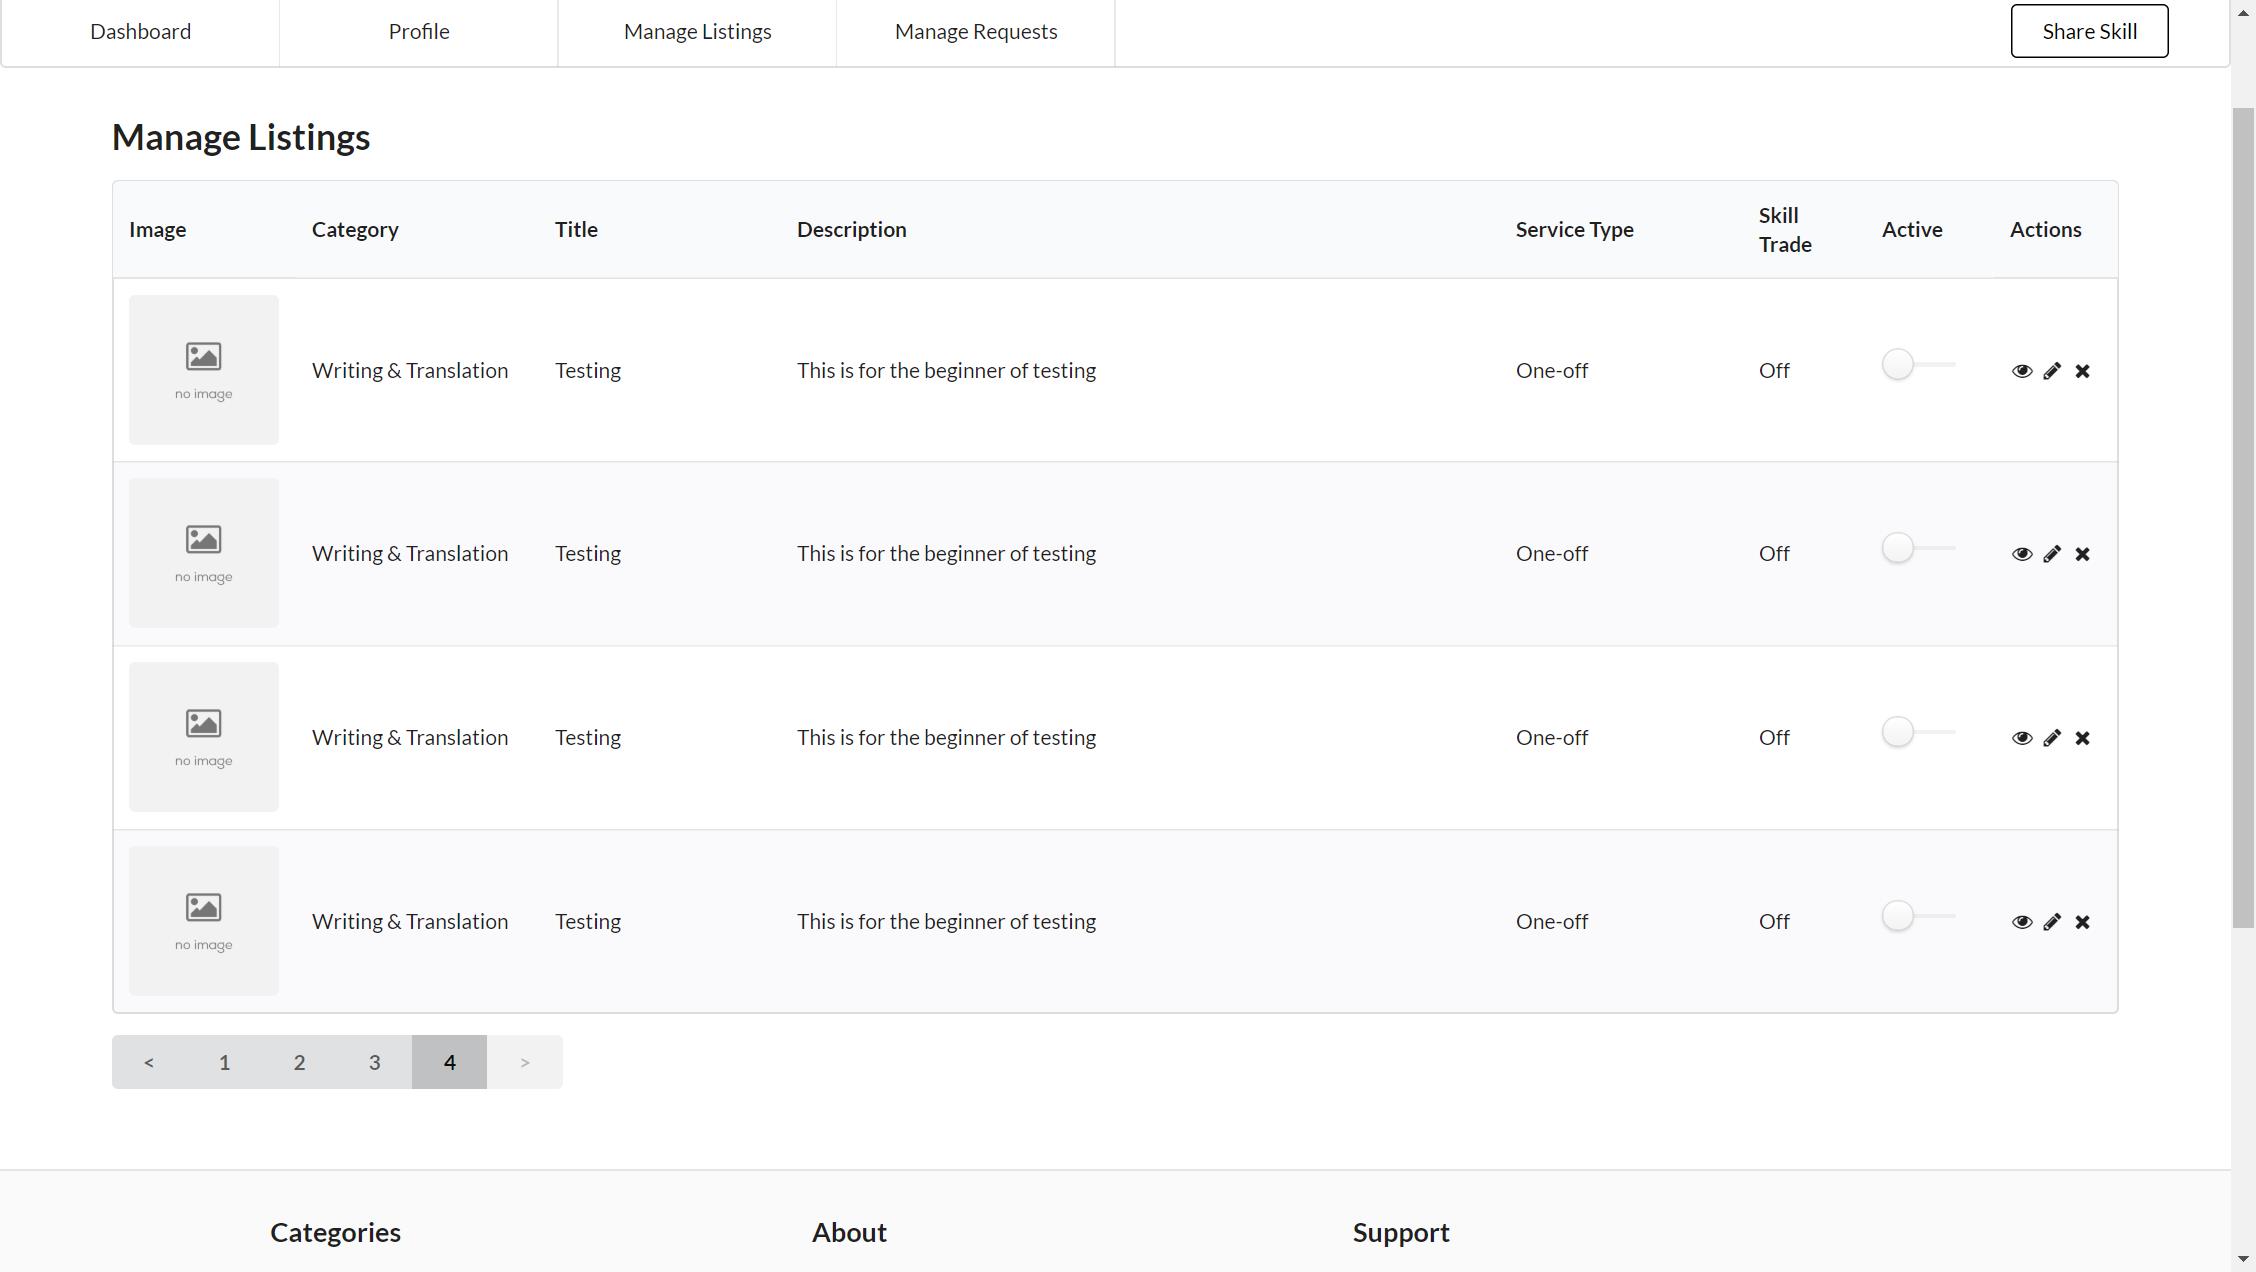 Dashboard Profile Manage Listings Manage Requests Share Skill
Manage Listings
Image Category Title Description Service Type Skill Trade Active Actions
no image Writing & Translation Testing This is for the beginner of testing One-off Off
no image Writing & Translation Testing This is for the beginner of testing One-off Off
no image Writing & Translation Testing This is for the beginner of testing One-off Off
no image Writing & Translation Testing This is for the beginner of testing One-off Off
< 1 2 3 4 >
Categories About Support